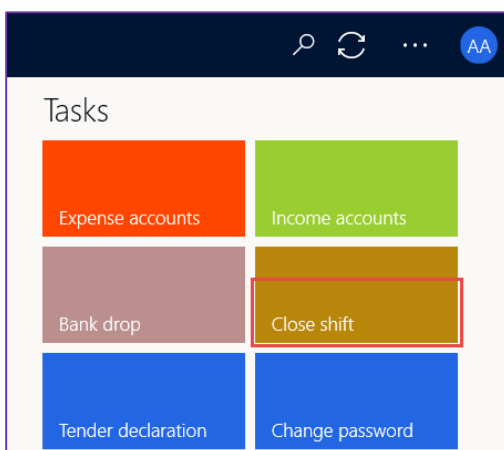 AA
Tasks
Expense accounts
Income accounts
Bank drop
Close shift
Tender declaration
Change password